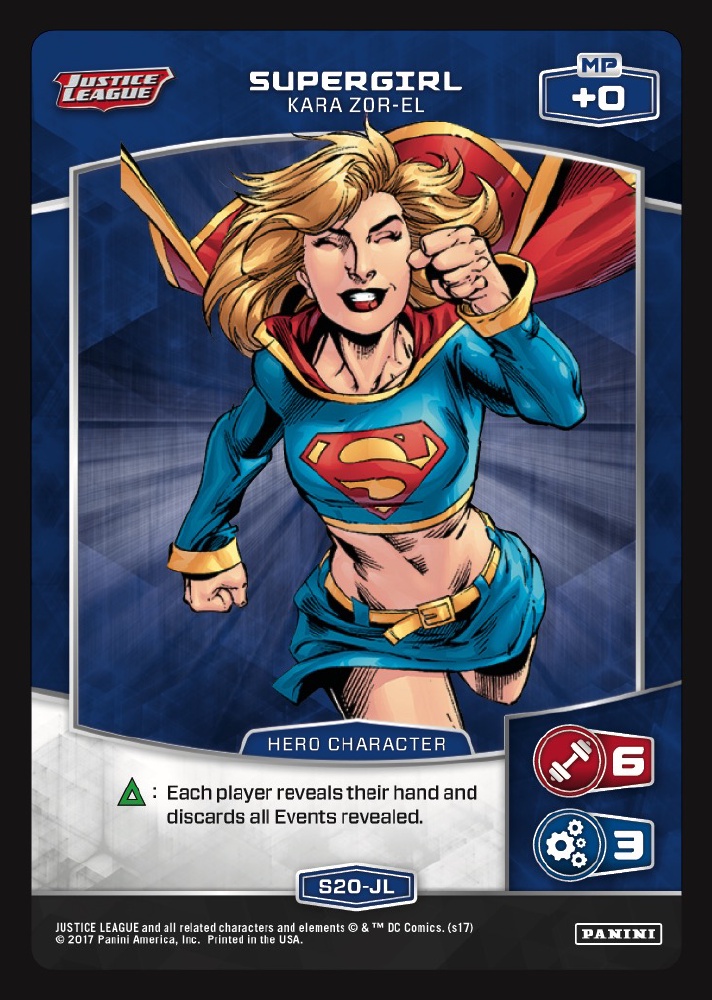 JUSTICE
LEAGUE
SUPERGIRL
KARA ZOR-EL
MP
+0
S
HERO CHARACTER
: Each player reveals their hand and
discards all Events revealed.
6
3
S20-JL
JUSTICE LEAGUE and all related characters and elements © & ™ DC Comics. (s17)
© 2017 Panini America, Inc. Printed in the USA.
PANINI